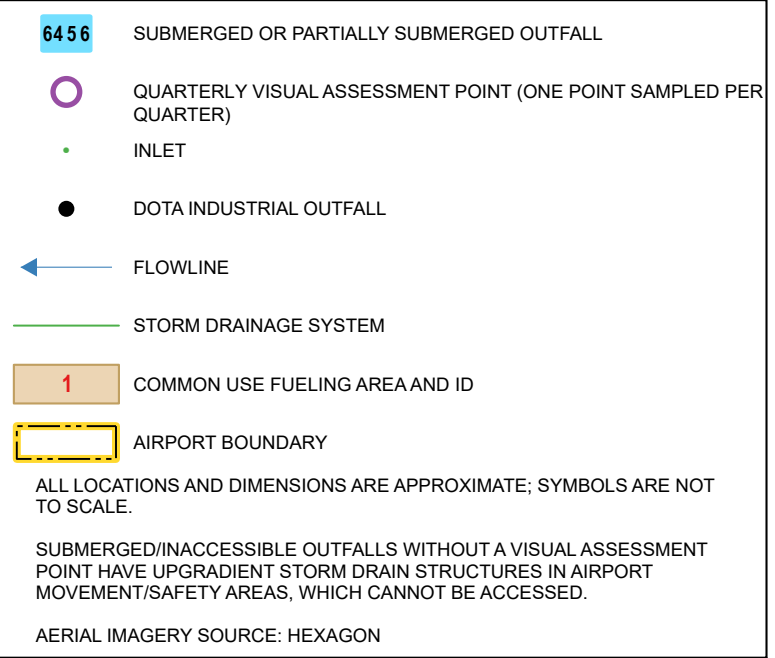 6456 SUBMERGED OR PARTIALLY SUBMERGED OUTFALL
QUARTERLY VISUAL ASSESSMENT POINT (ONE POINT SAMPLED PER
QUARTER)
INLET
DOTA INDUSTRIAL OUTFALL
FLOWLINE
STORM DRAINAGE SYSTEM
1 COMMON USE FUELING AREA AND ID
AIRPORT BOUNDARY
ALL LOCATIONS AND DIMENSIONS ARE APPROXIMATE; SYMBOLS ARE NOT
TO SCALE.
SUBMERGED/INACCESSIBLE OUTFALLS WITHOUT A VISUAL ASSESSMENT
POINT HAVE UPGRADIENT STORM DRAIN STRUCTURES IN AIRPORT
MOVEMENT/SAFETY AREAS, WHICH CANNOT BE ACCESSED.
AERIAL IMAGERY SOURCE: HEXAGON